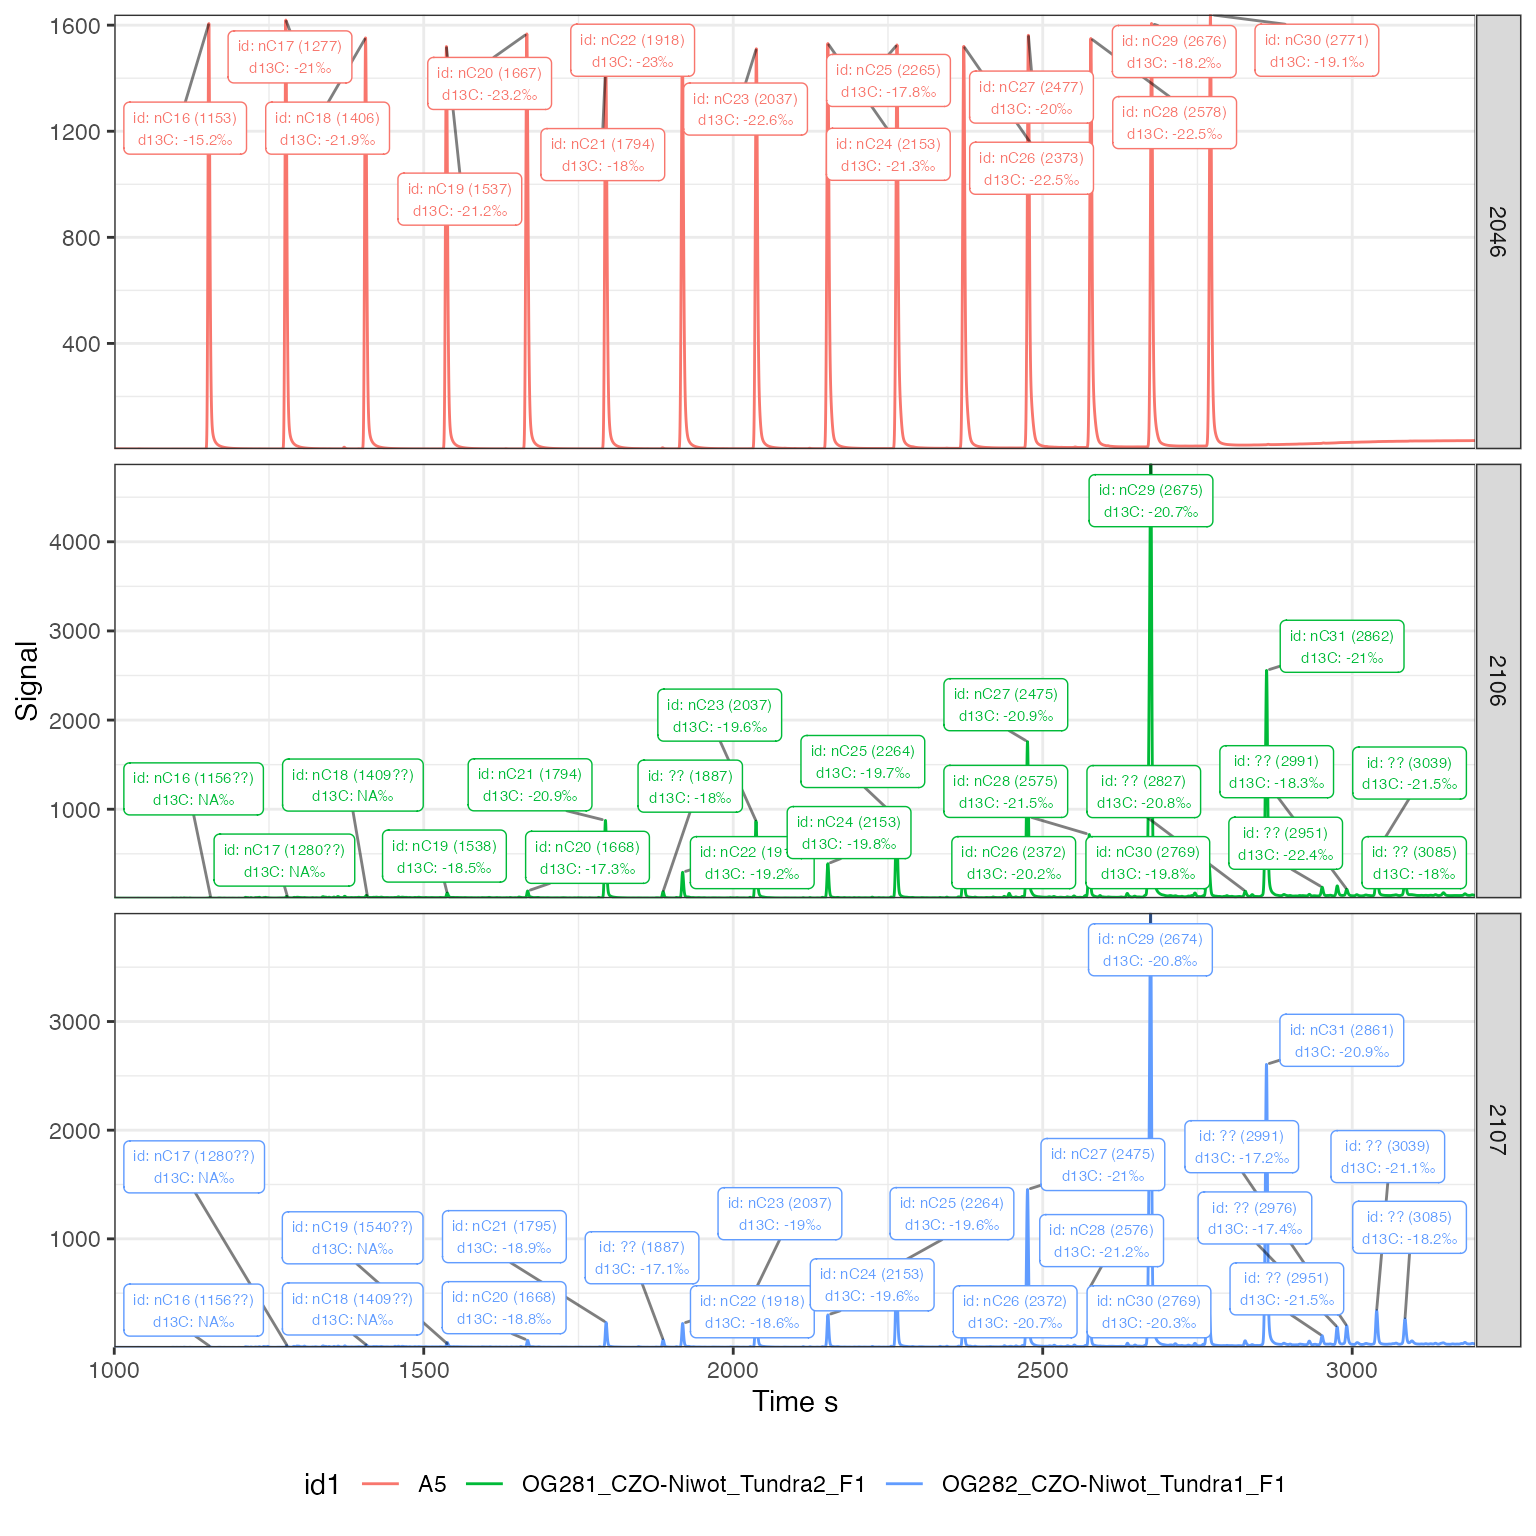 1600
1200
800
400
id: nC16 (1153)
d13C: -15.2‰
id: nC17 (1277)
d13C: -21‰
id: nC18 (1406)
d13C: -21.9‰
id: nC19 (1537)
d13C: -21.2‰
id: nC20 (1667)
d13C: -23.2‰
id: nC21 (1794)
d13C: -18‰
id: nC22 (1918)
d13C: -23‰
id: nC23 (2037)
d13C: -22.6‰
id: nC25 (2265)
d13C: -17.8‰
id: nC24 (2153)
d13C: -21.3‰
id: nC27 (2477)
d13C: -20‰
id: nC26 (2373)
d13C: -22.5‰
id: nC29 (2676)
d13C: -18.2‰
id: nC28 (2578)
d13C: -22.5‰
id: nC30 (2771)
d13C: -19.1‰
2046
Signal
4000
3000
2000
1000
id: nC16 (1156??)
d13C: NA‰
id: nC17 (1280??)
d13C: NA‰
id: nC18 (1409??)
d13C: NA‰
id: nC19 (1538)
d13C: -18.5‰
id: nC21 (1794)
d13C: -20.9‰
id: nC20 (1668)
d13C: -17.3‰
id: nC23 (2037)
d13C: -19.6‰
id: ?? (1887)
d13C: -18‰
id: nC22 (191
d13C: -19.2‰
id: nC25 (2264)
d13C: -19.7‰
id: nC24 (2153)
d13C: -19.8‰
id: nC27 (2475)
d13C: -20.9‰
id: nC28 (2575)
d13C: -21.5‰
id: nC26 (2372)
d13C: -20.2‰
id: nC29 (2675)
d13C: -20.7‰
id: ?? (2827)
d13C: -20.8‰
id: nC30 (2769)
d13C: -19.8‰
id: nC31 (2862)
d13C: -21‰
id: ?? (2991)
d13C: -18.3‰
id: ?? (2951)
d13C: -22.4‰
id: ?? (3039)
d13C: -21.5‰
id: ?? (3085)
d13C: -18‰
2106
3000
2000
1000
id: nC17 (1280??)
d13C: NA‰
id: nC16 (1156??)
d13C: NA‰
id: nC19 (1540??)
d13C: NA‰
id: nC18 (1409??)
d13C: NA‰
id: nC21 (1795)
d13C: -18.9‰
id: nC20 (1668)
d13C: -18.8‰
id: ?? (1887)
d13C: -17.1‰
id: nC23 (2037)
d13C: -19‰
id: nC22 (1918)
d13C: -18.6‰
id: nC25 (2264)
d13C: -19.6‰
id: nC24 (2153)
d13C: -19.6‰
id: nC27 (2475)
d13C: -21‰
id: nC28 (2576)
d13C: -21.2‰
id: nC26 (2372)
d13C: -20.7‰
id: nC29 (2674)
d13C: -20.8‰
id: nC30 (2769)
d13C: -20.3‰
id: nC31 (2861)
d13C: -20.9‰
id: ?? (2991)
d13C: -17.2‰
id: ?? (2976)
d13C: -17.4‰
id: ?? (2951)
d13C: -21.5‰
id: ?? (3039)
d13C: -21.1‰
id: ?? (3085)
d13C: -18.2‰
2107
1000
1500
2000
2500
3000
Time s
id1
A5
OG281_CZO-Niwot_Tundra2_F1
OG282_CZO-Niwot_Tundra1_F1